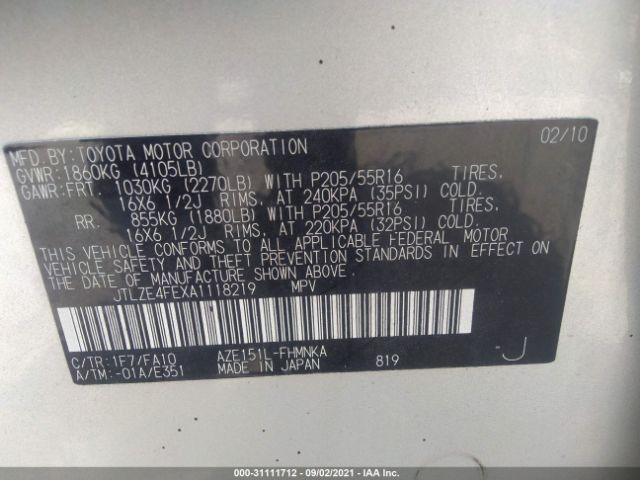 MFD.BY:TOYOTA MOTOR CORPORATION 02/10
GVWR:1860KG (4105LB)
GAWR:FRT. 1030KG (2270LB) WITH P205/55R16 TIRES.
16X6 1/2J RIMS. AT 240KPA (35PSI) COLD.
RR. 855KG (1880LB) WITH P205/55R16 TIRES.
16X6 1/2J RIMS. AT 220KPA (32PSI) COLD.
THIS VEHICLE CONFORMS TO ALL APPLICABLE FEDERAL MOTOR
VEHICLE SAFETY AND THEFT PREVENTION STANDARDS IN EFFECT ON
THE DATE OF MANUFACTURE SHOWN ABOVE.
JTLZE4FEXA1118219 MPV
C/TR:1F7/FA10 AZE151L-FHMNKA 819 -J
A/TM:-01A/E351 MADE IN JAPAN
000-31111712 - 09/02/2021 - IAA Inc.